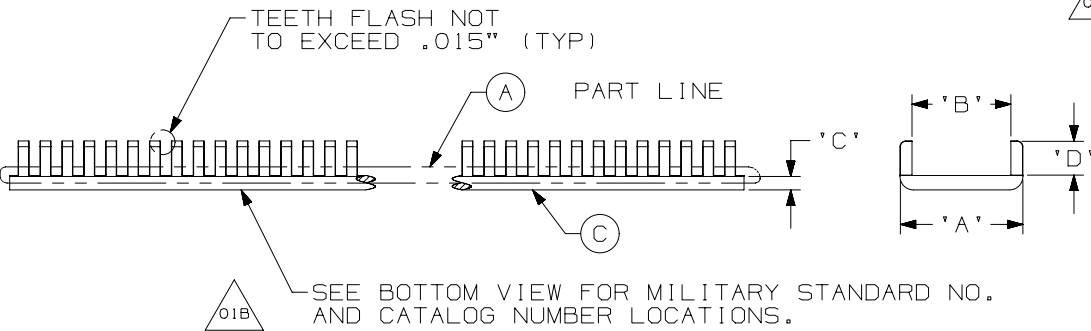 TEETH FLASH NOT
TO EXCEED .015" (TYP)
A
PART LINE
'B'
'C'
'D'
'A'
C
SEE BOTTOM VIEW FOR MILITARY STANDARD NO.
AND CATALOG NUMBER LOCATIONS.
01B